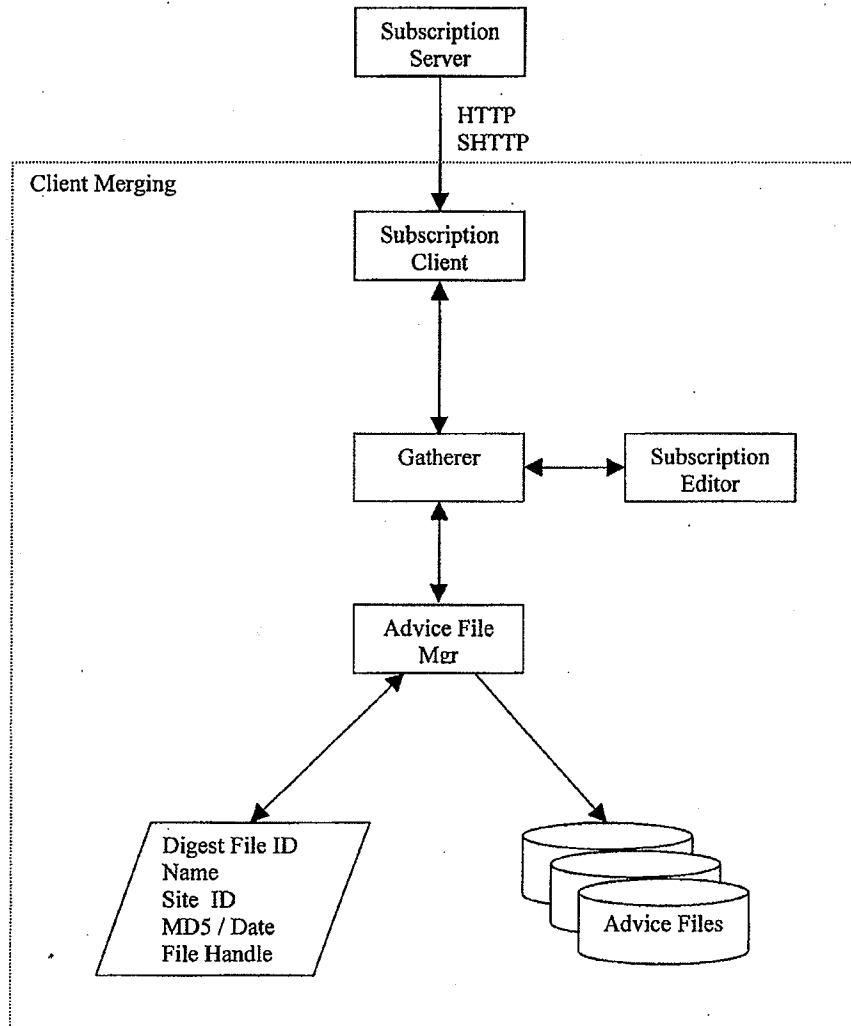 Subscription
Server
HTTP
SHTTP
Client Merging
Subscription
Client
Gatherer
Subscription
Editor
Advice File
Mgr
Digest File ID
Name
Site ID
MD5 / Date
File Handle
Advice Files